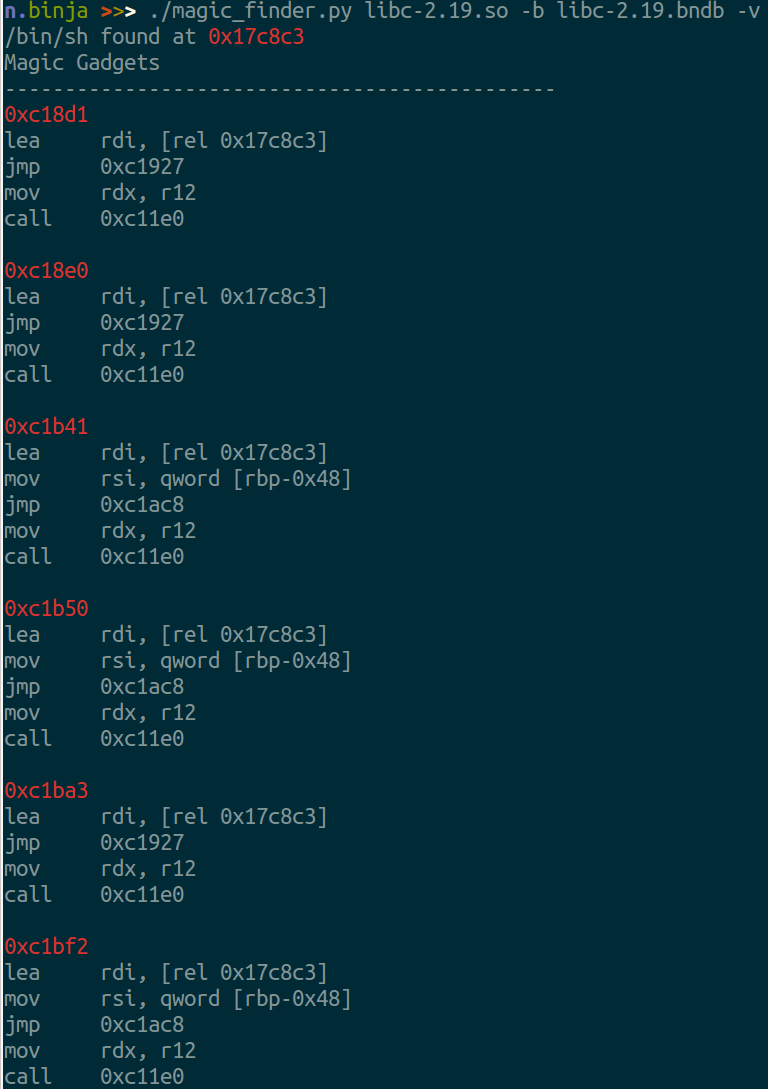 n.binja >>> ./magic_finder.py libc-2.19.so -b libc-2.19.bndb -v
/bin/sh found at 0x17c8c3
Magic Gadgets
----------------------------------------------
0xc18d1
lea     rdi, [rel 0x17c8c3]
jmp     0xc1927
mov     rdx, r12
call    0xc11e0

0xc18e0
lea     rdi, [rel 0x17c8c3]
jmp     0xc1927
mov     rdx, r12
call    0xc11e0

0xc1b41
lea     rdi, [rel 0x17c8c3]
mov     rsi, qword [rbp-0x48]
jmp     0xc1ac8
mov     rdx, r12
call    0xc11e0

0xc1b50
lea     rdi, [rel 0x17c8c3]
mov     rsi, qword [rbp-0x48]
jmp     0xc1ac8
mov     rdx, r12
call    0xc11e0

0xc1ba3
lea     rdi, [rel 0x17c8c3]
jmp     0xc1927
mov     rdx, r12
call    0xc11e0

0xc1bf2
lea     rdi, [rel 0x17c8c3]
mov     rsi, qword [rbp-0x48]
jmp     0xc1ac8
mov     rdx, r12
call    0xc11e0